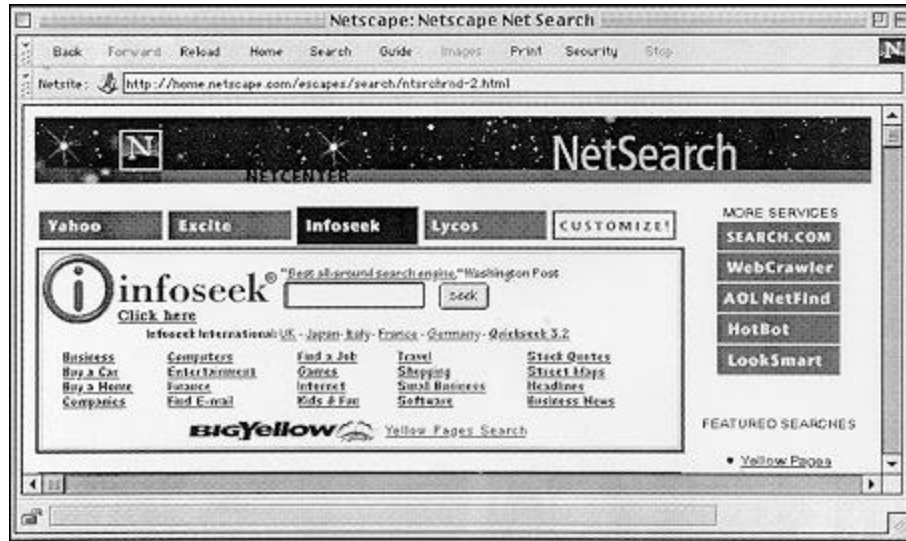 Netscape: Netscape Net Search
Back Forward Reload Home Search Guide Images Print Security Stop
N
Netsite: http://home.netscape.com/escapes/search/ntsrchrnd-2.html
N
NETCENTER
NetSearch
Yahoo Excite Infoseek Lycos CUSTOMIZE!
infoseek®
Click here
"Best all-around search engine," Washington Post
seek
Infoseek International: UK - Japan - Italy - France - Germany - Quickseek 3.2
Business Computers Find a Job Travel Stock Quotes
Buy a Car Entertainment Games Shopping Street Maps
Buy a Home Finance Internet Small Business Headlines
Companies Find E-mail Kids & Fun Software Business News
BIGYellow Yellow Pages Search
MORE SERVICES
SEARCH.COM
WebCrawler
AOL NetFind
HotBot
LookSmart
FEATURED SEARCHES
• Yellow Pages